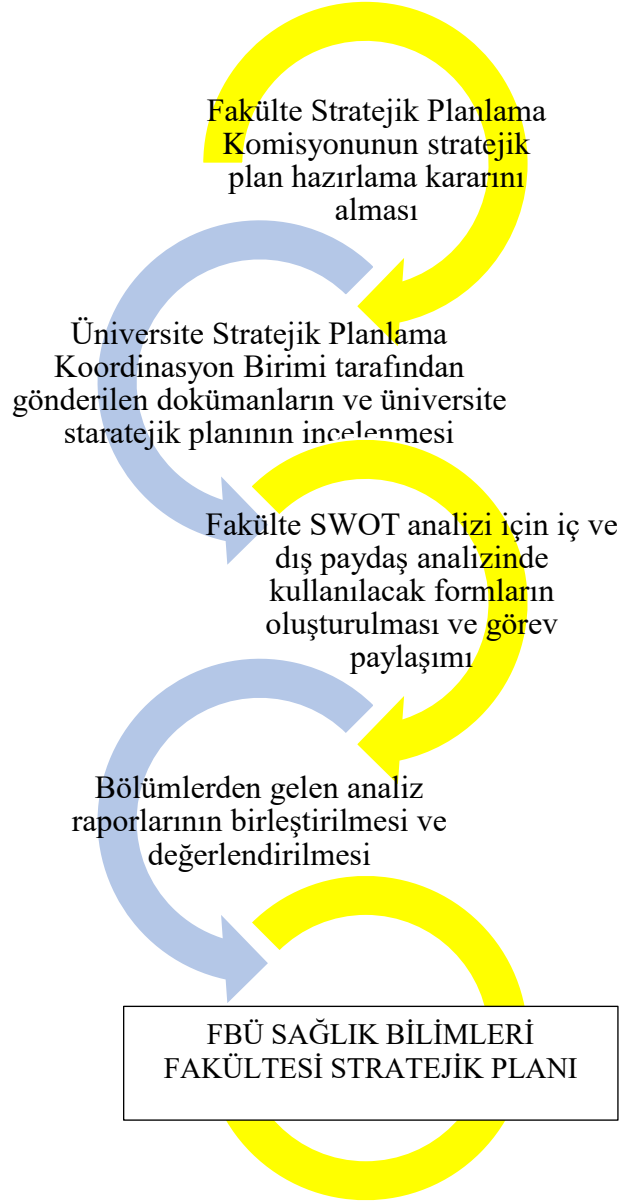 Fakülte Stratejik Planlama
Komisyonunun stratejik
plan hazırlama kararını
alması
Üniversite Stratejik Planlama
Koordinasyon Birimi tarafından
gönderilen dokümanların ve üniversite
staratejik planının incelenmesi
Fakülte SWOT analizi için iç ve
dış paydaş analizinde
kullanılacak formların
oluşturulması ve görev
paylaşımı
Bölümlerden gelen analiz
raporlarının birleştirilmesi ve
değerlendirilmesi
FBÜ SAĞLIK BİLİMLERİ
FAKÜLTESİ STRATEJİK PLANI